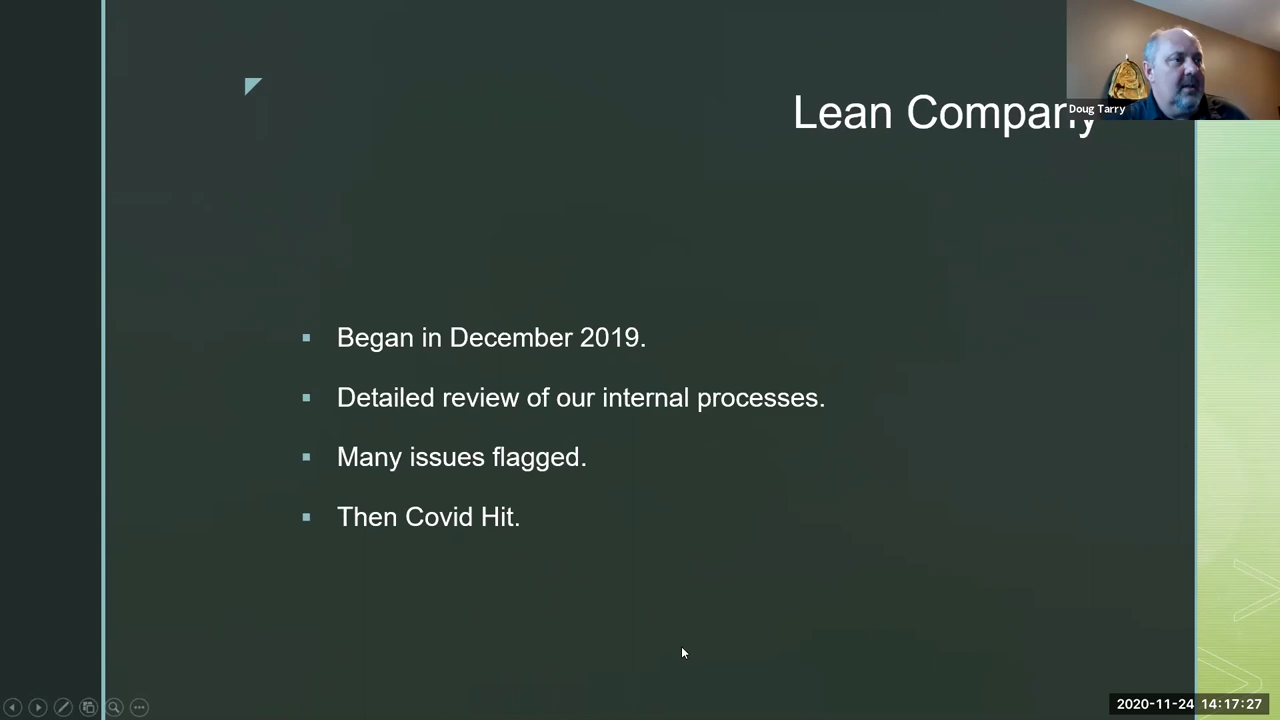 Lean Company
Doug Tarry
Began in December 2019.
Detailed review of our internal processes.
Many issues flagged.
Then Covid Hit.
2020-11-24 14:17:27